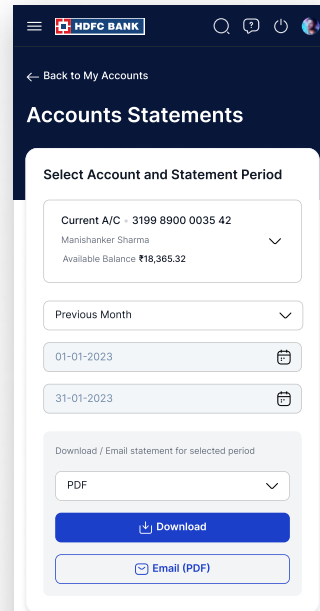 HDFC BANK
Back to My Accounts
Accounts Statements
Select Account and Statement Period
Current A/C • 3199 8900 0035 42
Manishanker Sharma
Available Balance ₹18,365.32
Previous Month
01-01-2023
31-01-2023
Download / Email statement for selected period
PDF
Download
Email (PDF)